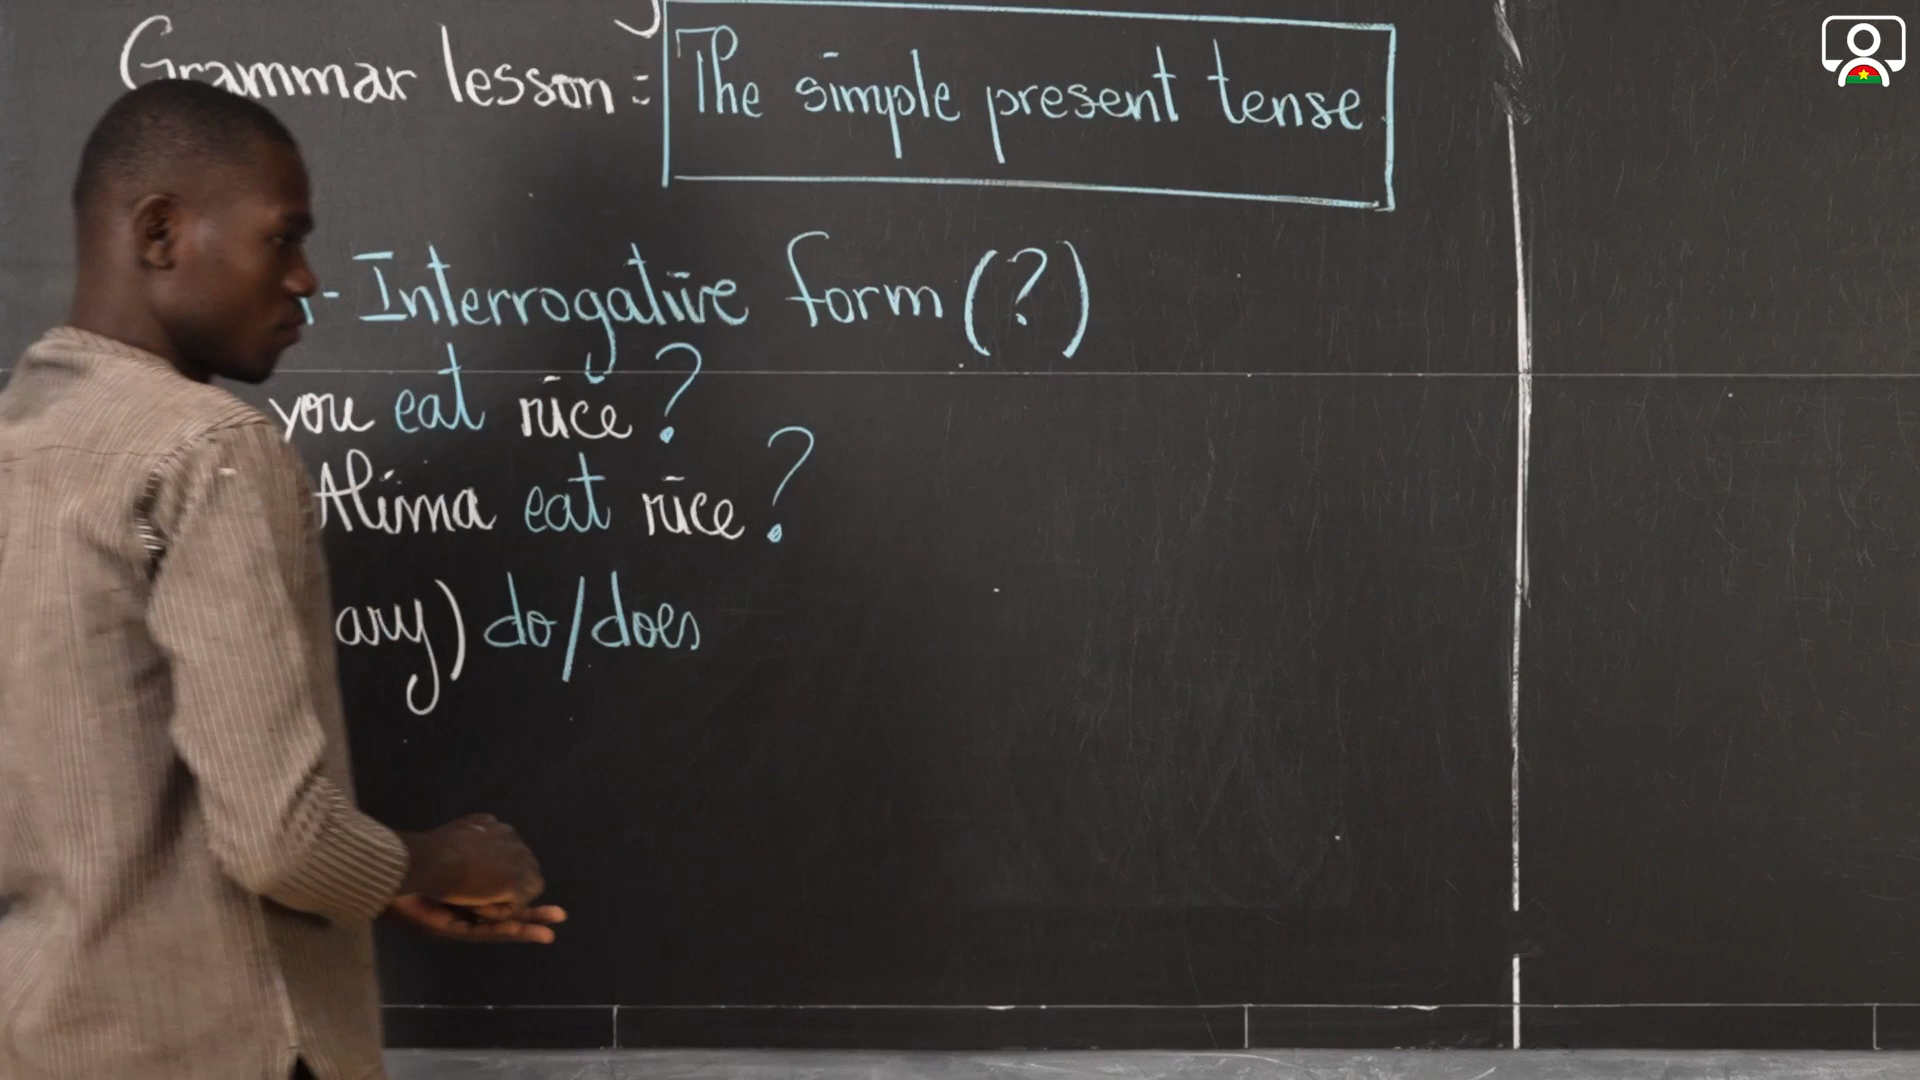 Grammar lesson : The simple present tense
- Interrogative form (?)
you eat rice ?
Alima eat rice ?
ary) do/does